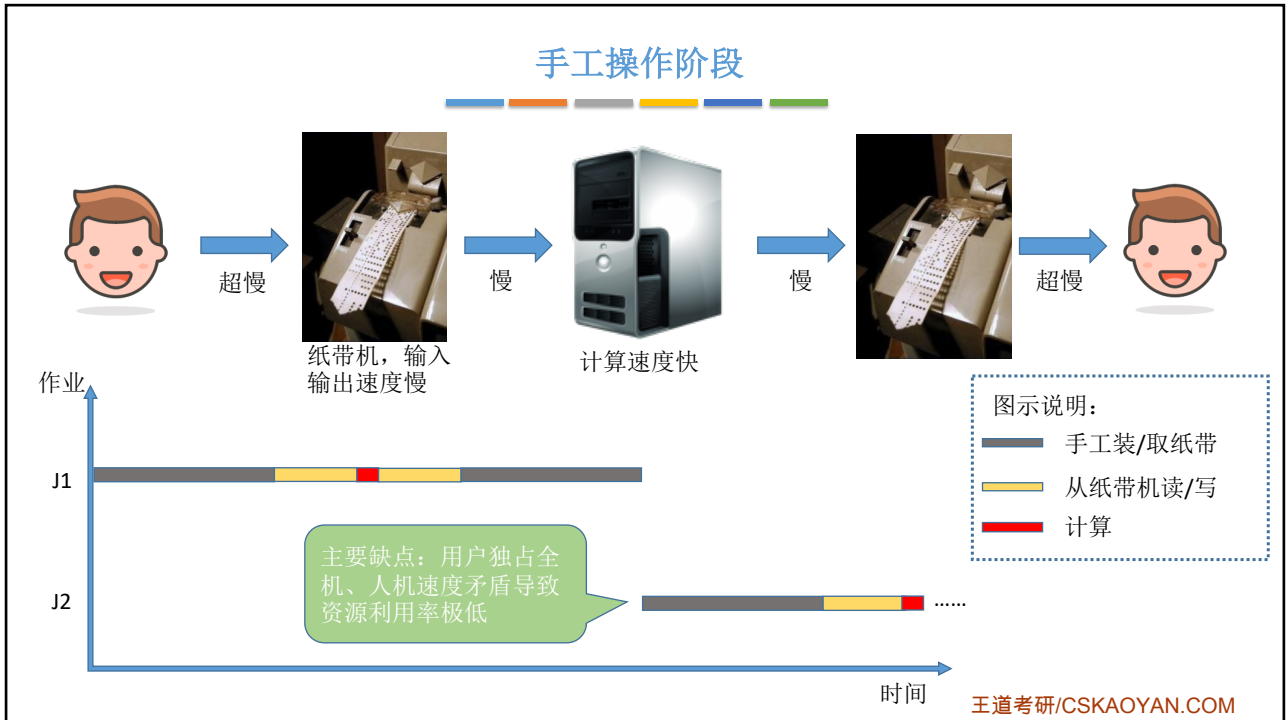 手工操作阶段
超慢
慢
慢
超慢
纸带机，输入
输出速度慢
计算速度快
作业
图示说明：
手工装/取纸带
从纸带机读/写
计算
J1
主要缺点：用户独占全
机、人机速度矛盾导致
资源利用率极低
J2
......
时间
王道考研/CSKAOYAN.COM